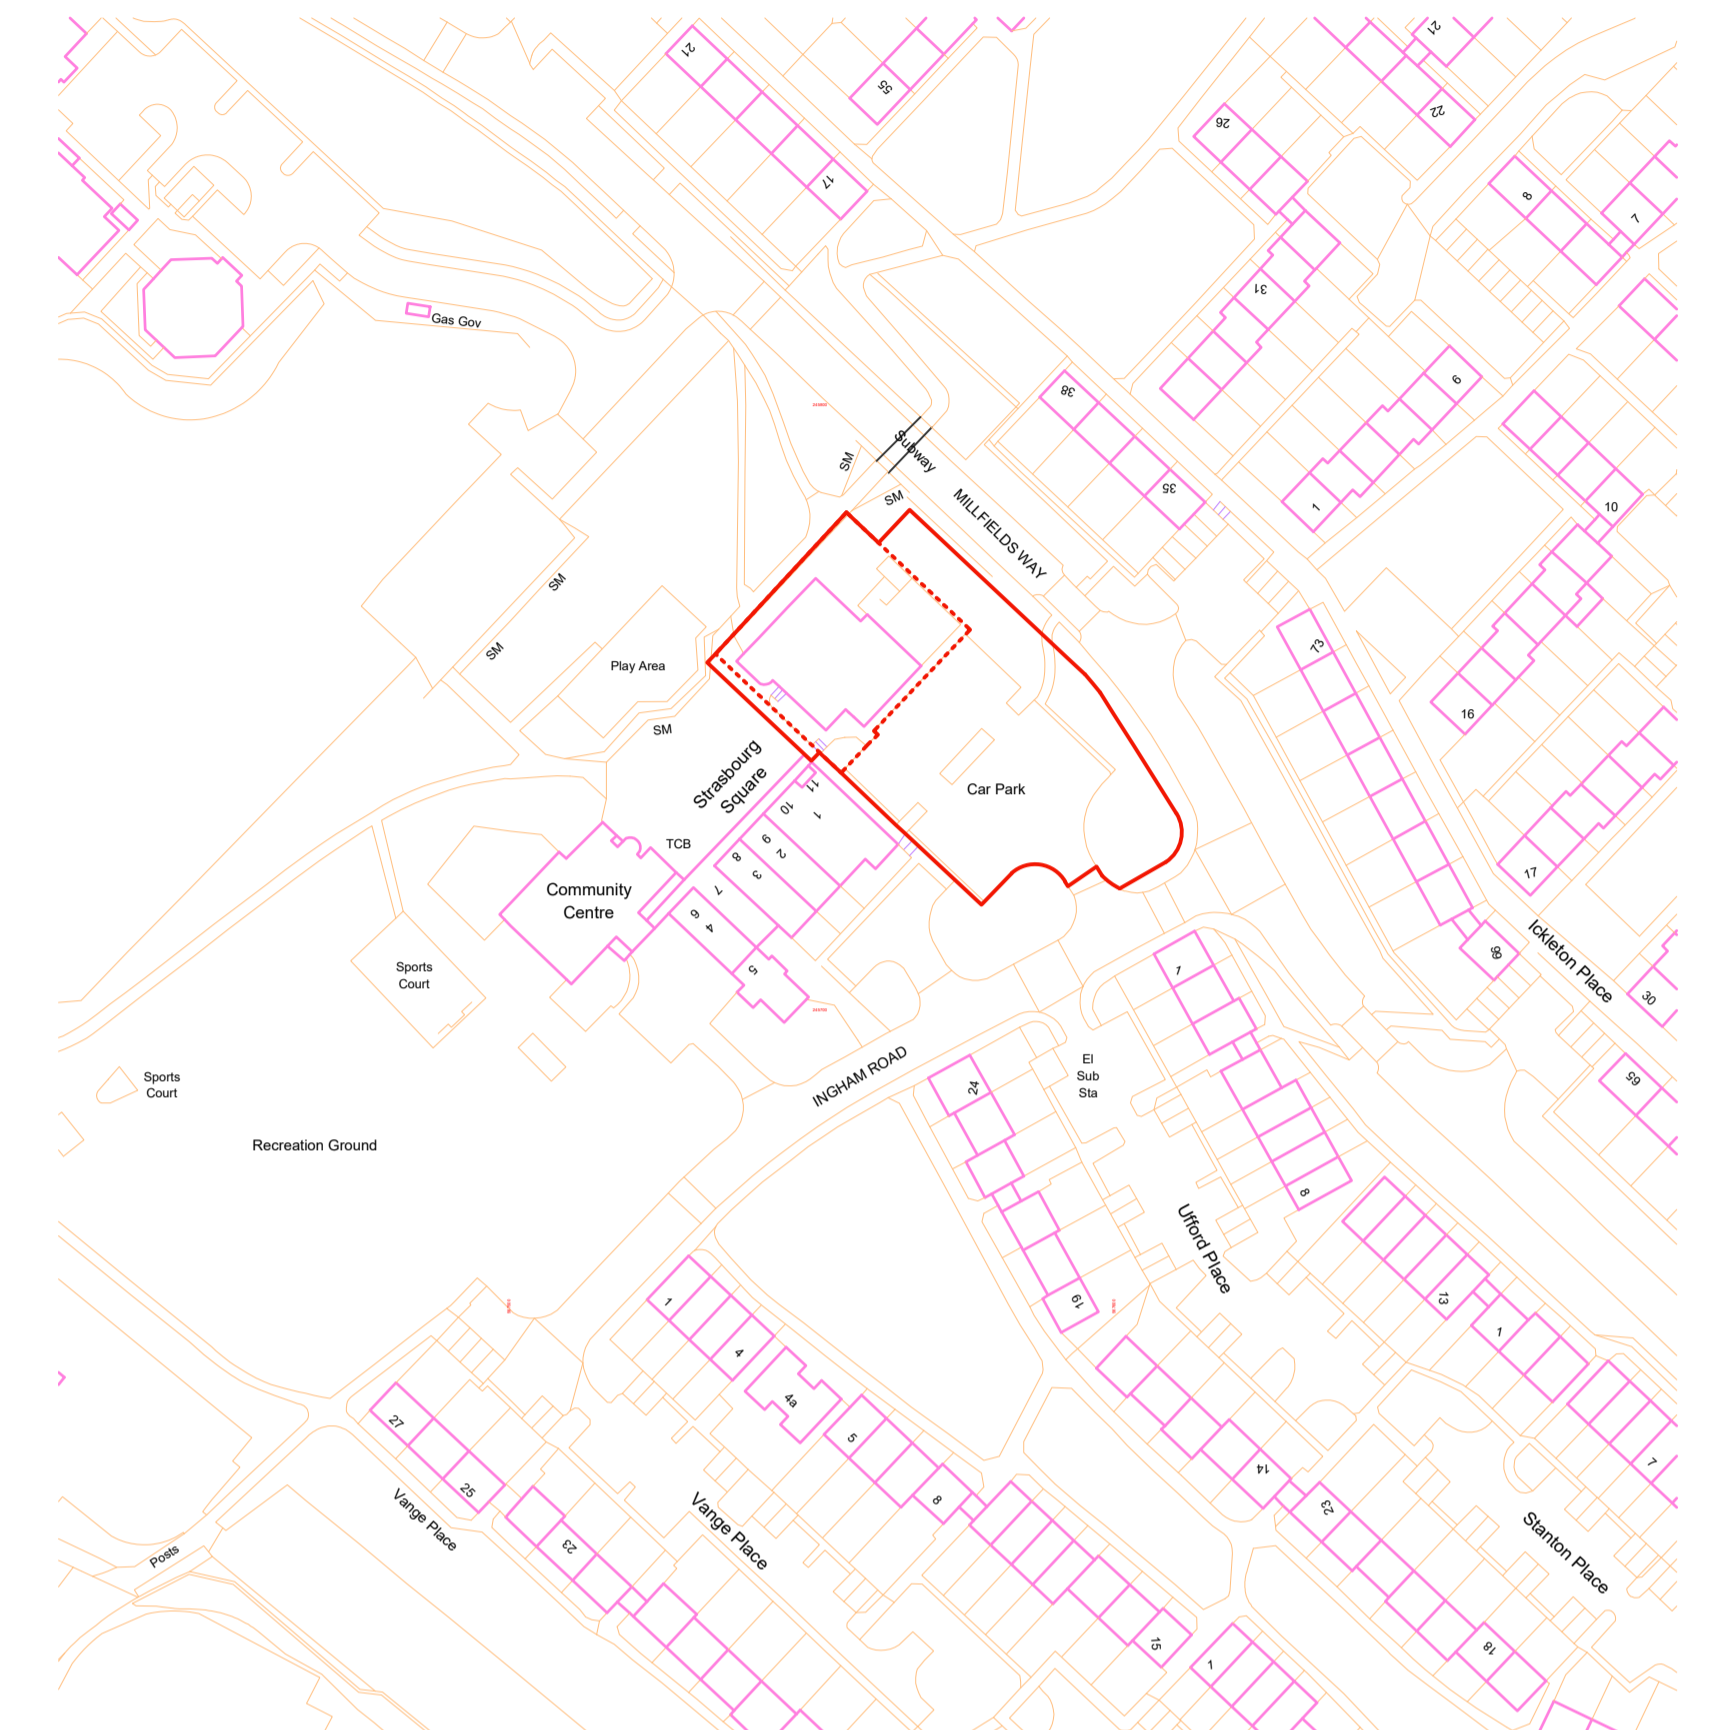 21
55
17
26
21
22
8
7
31
Gas Gov
38
9
Subway
SM
SM
35
MILLFIELDS WAY
1
10
SM
SM
Play Area
73
16
SM
Strasbourg
Square
Car Park
11
10
1
9
2
8
3
7
6
4
5
TCB
Community
Centre
17
Ickleton Place
99
30
Sports
Court
1
INGHAM ROAD
El
Sub
Sta
24
65
Sports
Court
Recreation Ground
8
Ufford Place
19
13
1
1
4
4a
5
8
27
25
23
Vange Place
Vange Place
14
23
7
Stanton Place
Posts
15
1
18